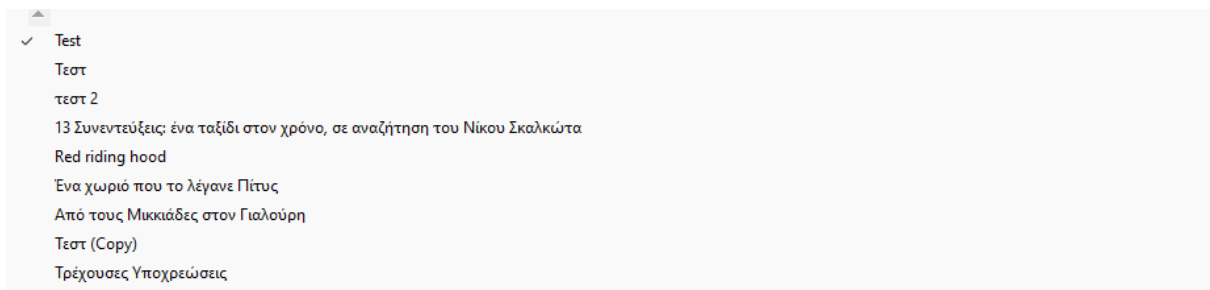 Test
Τεστ
τεστ 2
13 Συνεντεύξεις: ένα ταξίδι στον χρόνο, σε αναζήτηση του Νίκου Σκαλκώτα
Red riding hood
Ένα χωριό που το λέγανε Πίτυς
Από τους Μικκιάδες στον Γιαλούρη
Τεστ (Copy)
Τρέχουσες Υποχρεώσεις